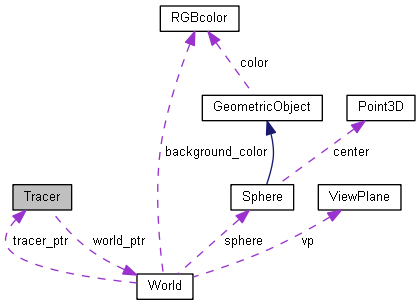 RGBcolor
color
GeometricObject
Point3D
background_color
center
Tracer
Sphere
ViewPlane
tracer_ptr
world_ptr
sphere
vp
World